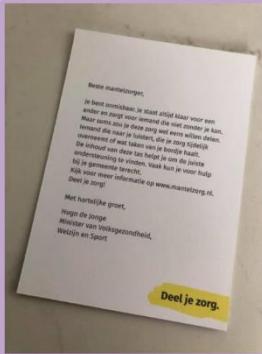 Beste mantelzorger,
Je bent onmisbaar. Je staat altijd klaar voor een
ander en zorgt voor iemand die niet zonder je kan.
Maar soms zou je deze zorg wel eens willen delen.
Iemand die naar je luistert, die je zorg tijdelijk
overneemt of wat taken van je bordje haalt.
De inhoud van deze tas helpt je om de juiste
ondersteuning te vinden. Vaak kun je voor hulp
bij je gemeente terecht.
Kijk voor meer informatie op www.mantelzorg.nl.
Deel je zorg!
Met hartelijke groet,
Hugo de Jonge
Minister van Volksgezondheid,
Welzijn en Sport
Deel je zorg.